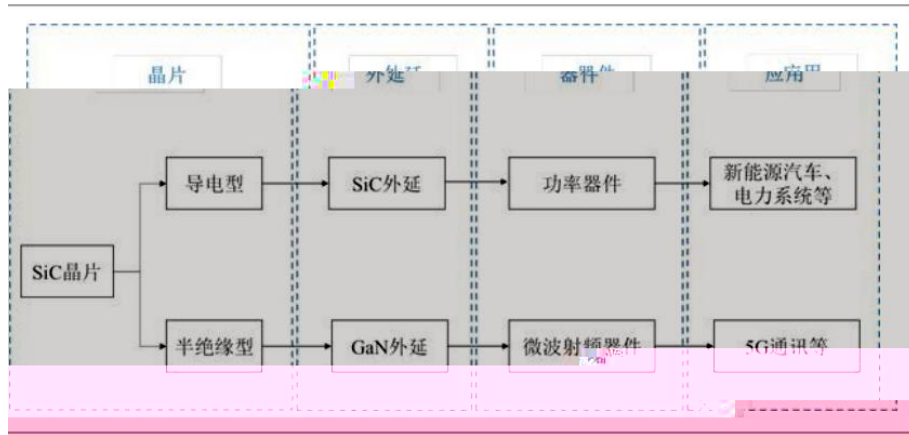 晶片
外延
器件
应用
导电型
SiC外延
功率器件
新能源汽车、
电力系统等
SiC晶片
半绝缘型
GaN外延
微波射频器件
5G通讯等